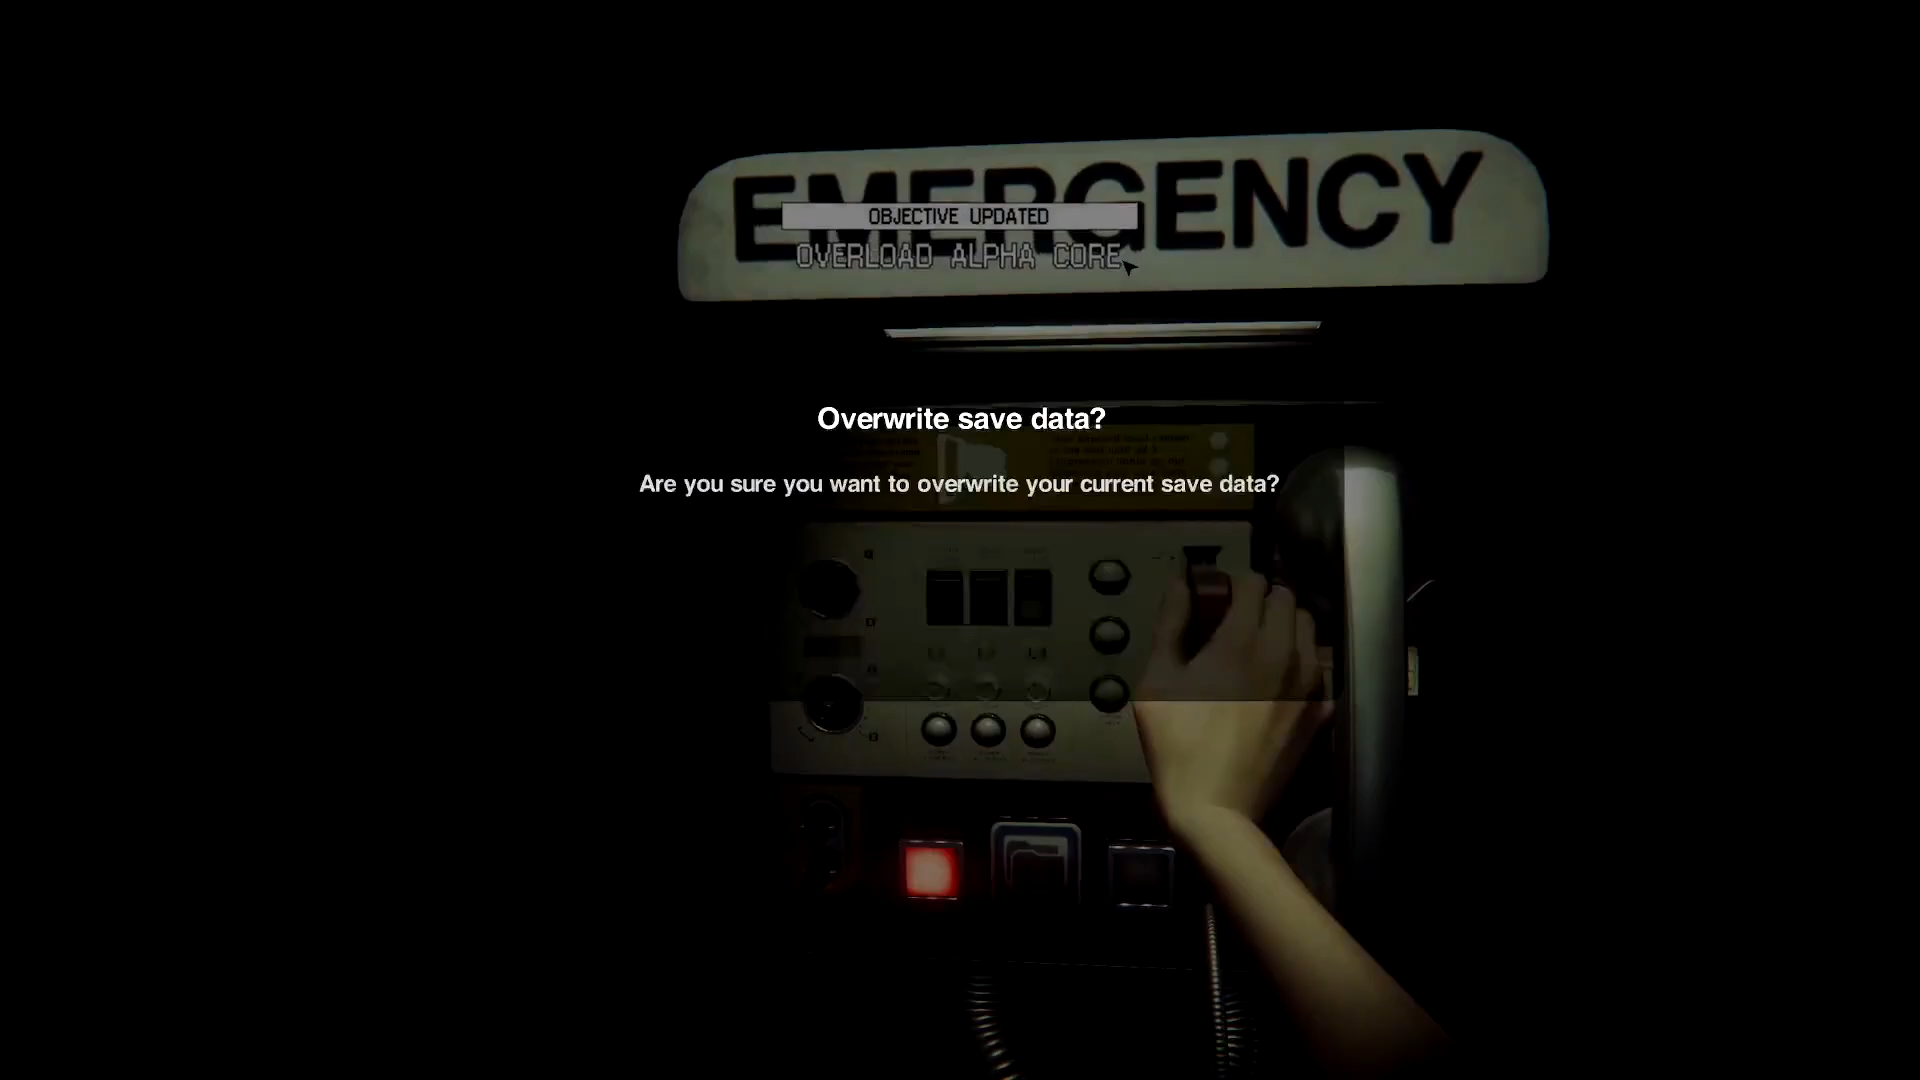 EMERGENCY
OBJECTIVE UPDATED
OVERLOAD ALPHA CORE
Overwrite save data?
Are you sure you want to overwrite your current save data?